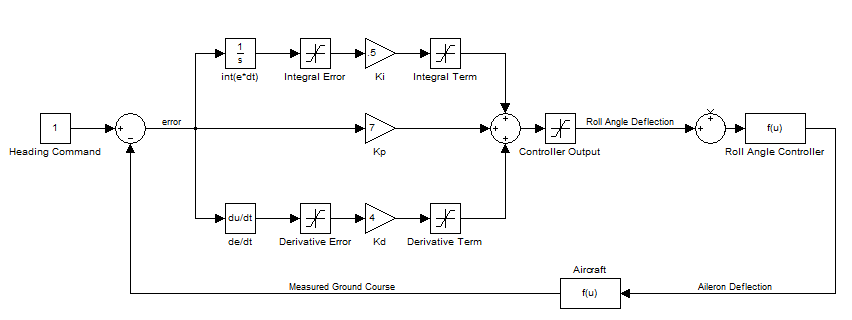 1
s
int(e*dt)
Integral Error
.5
Ki
Integral Term
1
Heading Command
+
−
error
7
Kp
+
+
+
Controller Output
Roll Angle Deflection
+
+
f(u)
Roll Angle Controller
du/dt
de/dt
Derivative Error
4
Kd
Derivative Term
Aircraft
f(u)
Measured Ground Course
Aileron Deflection